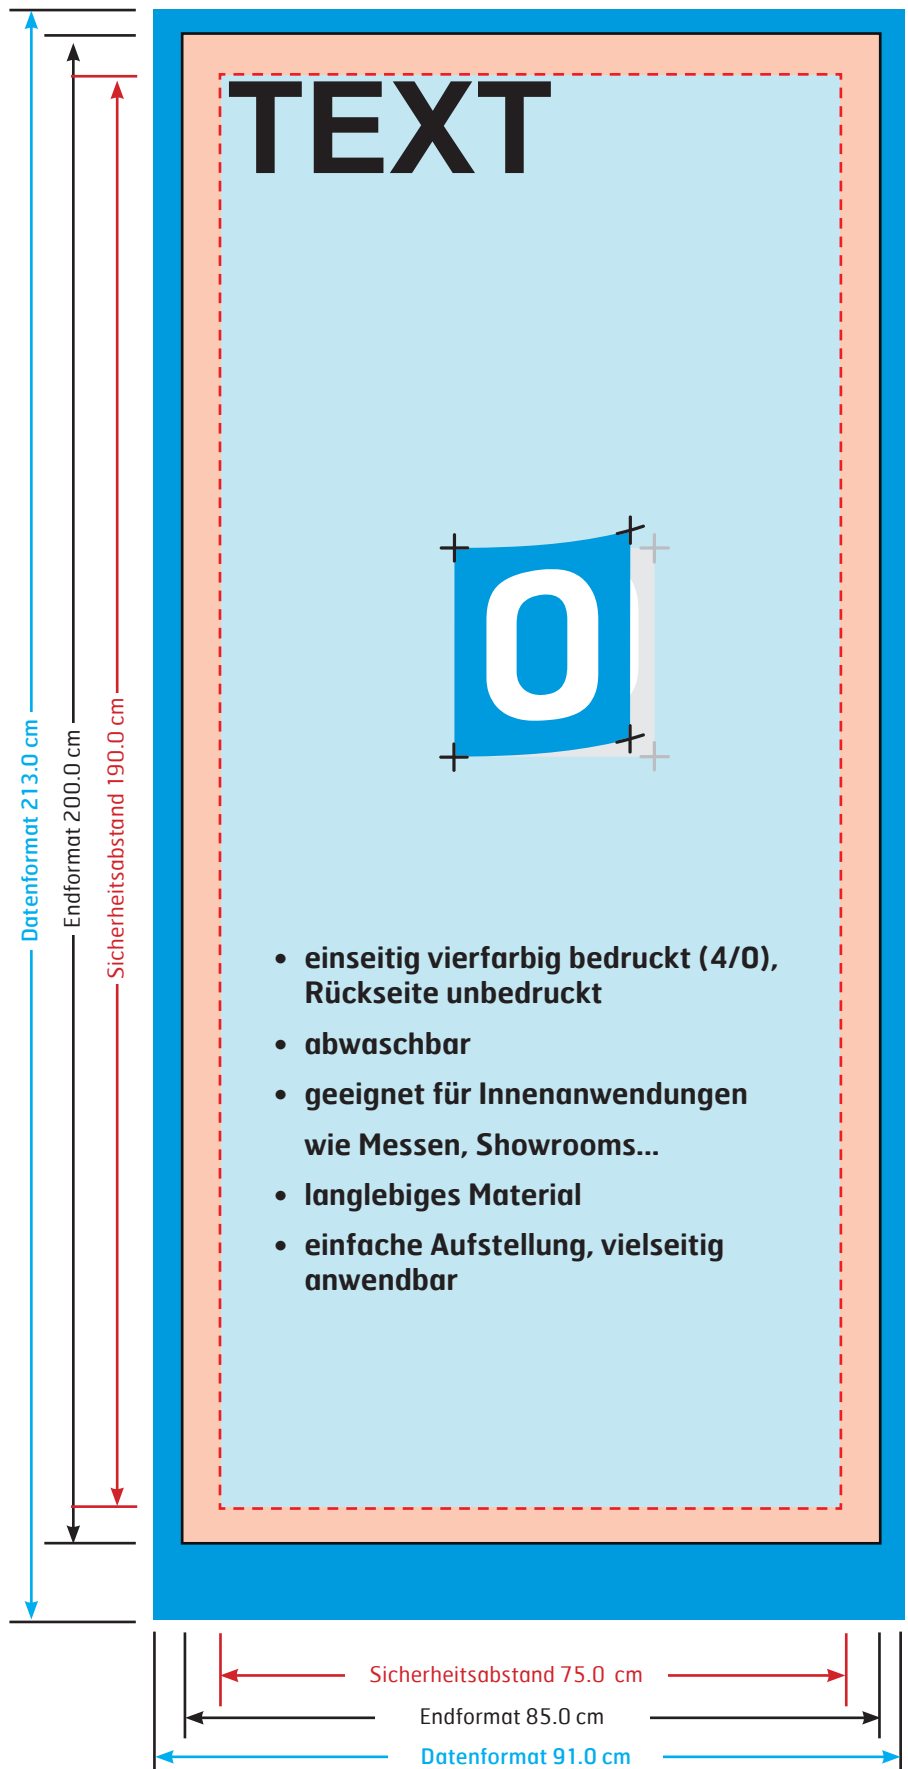 TEXT
Datenformat 213.0 cm
Endformat 200.0 cm
Sicherheitsabstand 190.0 cm
O
• einseitig vierfarbig bedruckt (4/0),
Rückseite unbedruckt
• abwaschbar
• geeignet für Innenanwendungen
wie Messen, Showrooms...
• langlebiges Material
• einfache Aufstellung, vielseitig
anwendbar
Sicherheitsabstand 75.0 cm
Endformat 85.0 cm
Datenformat 91.0 cm